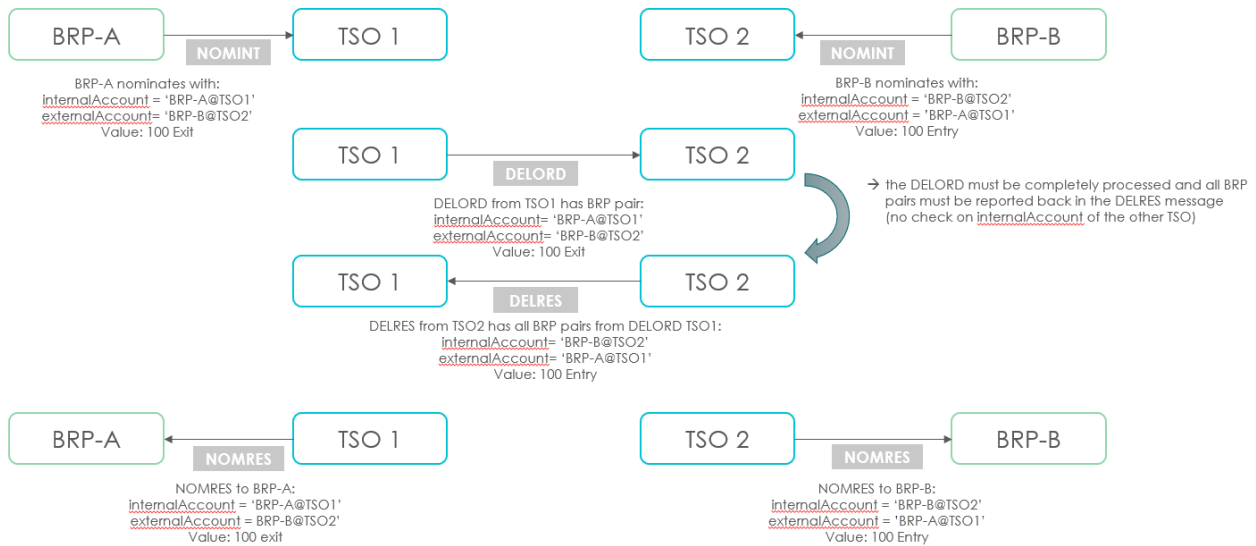 BRP-A
TSO 1
TSO 2
BRP-B
NOMINT
NOMINT
BRP-A nominates with:
internalAccount = ‘BRP-A@TSO1’
externalAccount= ‘BRP-B@TSO2’
Value: 100 Exit
BRP-B nominates with:
internalAccount = ‘BRP-B@TSO2’
externalAccount = ’BRP-A@TSO1’
Value: 100 Entry
TSO 1
TSO 2
DELORD
DELORD from TSO1 has BRP pair:
internalAccount= ‘BRP-A@TSO1’
externalAccount= ‘BRP-B@TSO2’
Value: 100 Exit
→ the DELORD must be completely processed and all BRP
pairs must be reported back in the DELRES message
(no check on internalAccount of the other TSO)
TSO 1
TSO 2
DELRES
DELRES from TSO2 has all BRP pairs from DELORD TSO1:
internalAccount= ‘BRP-B@TSO2’
externalAccount= ‘BRP-A@TSO1’
Value: 100 Entry
BRP-A
TSO 1
TSO 2
BRP-B
NOMRES
NOMRES
NOMRES to BRP-A:
internalAccount = ‘BRP-A@TSO1’
externalAccount = BRP-B@TSO2’
Value: 100 exit
NOMRES to BRP-B:
internalAccount = ‘BRP-B@TSO2’
externalAccount = ’BRP-A@TSO1’
Value: 100 Entry